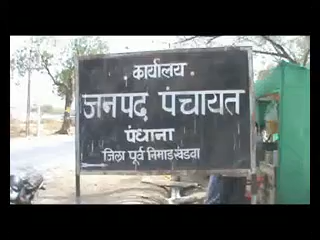 कार्यालय
जनपद पंचायत
पंधाना
जिला पूर्व निमाड़ खंडवा